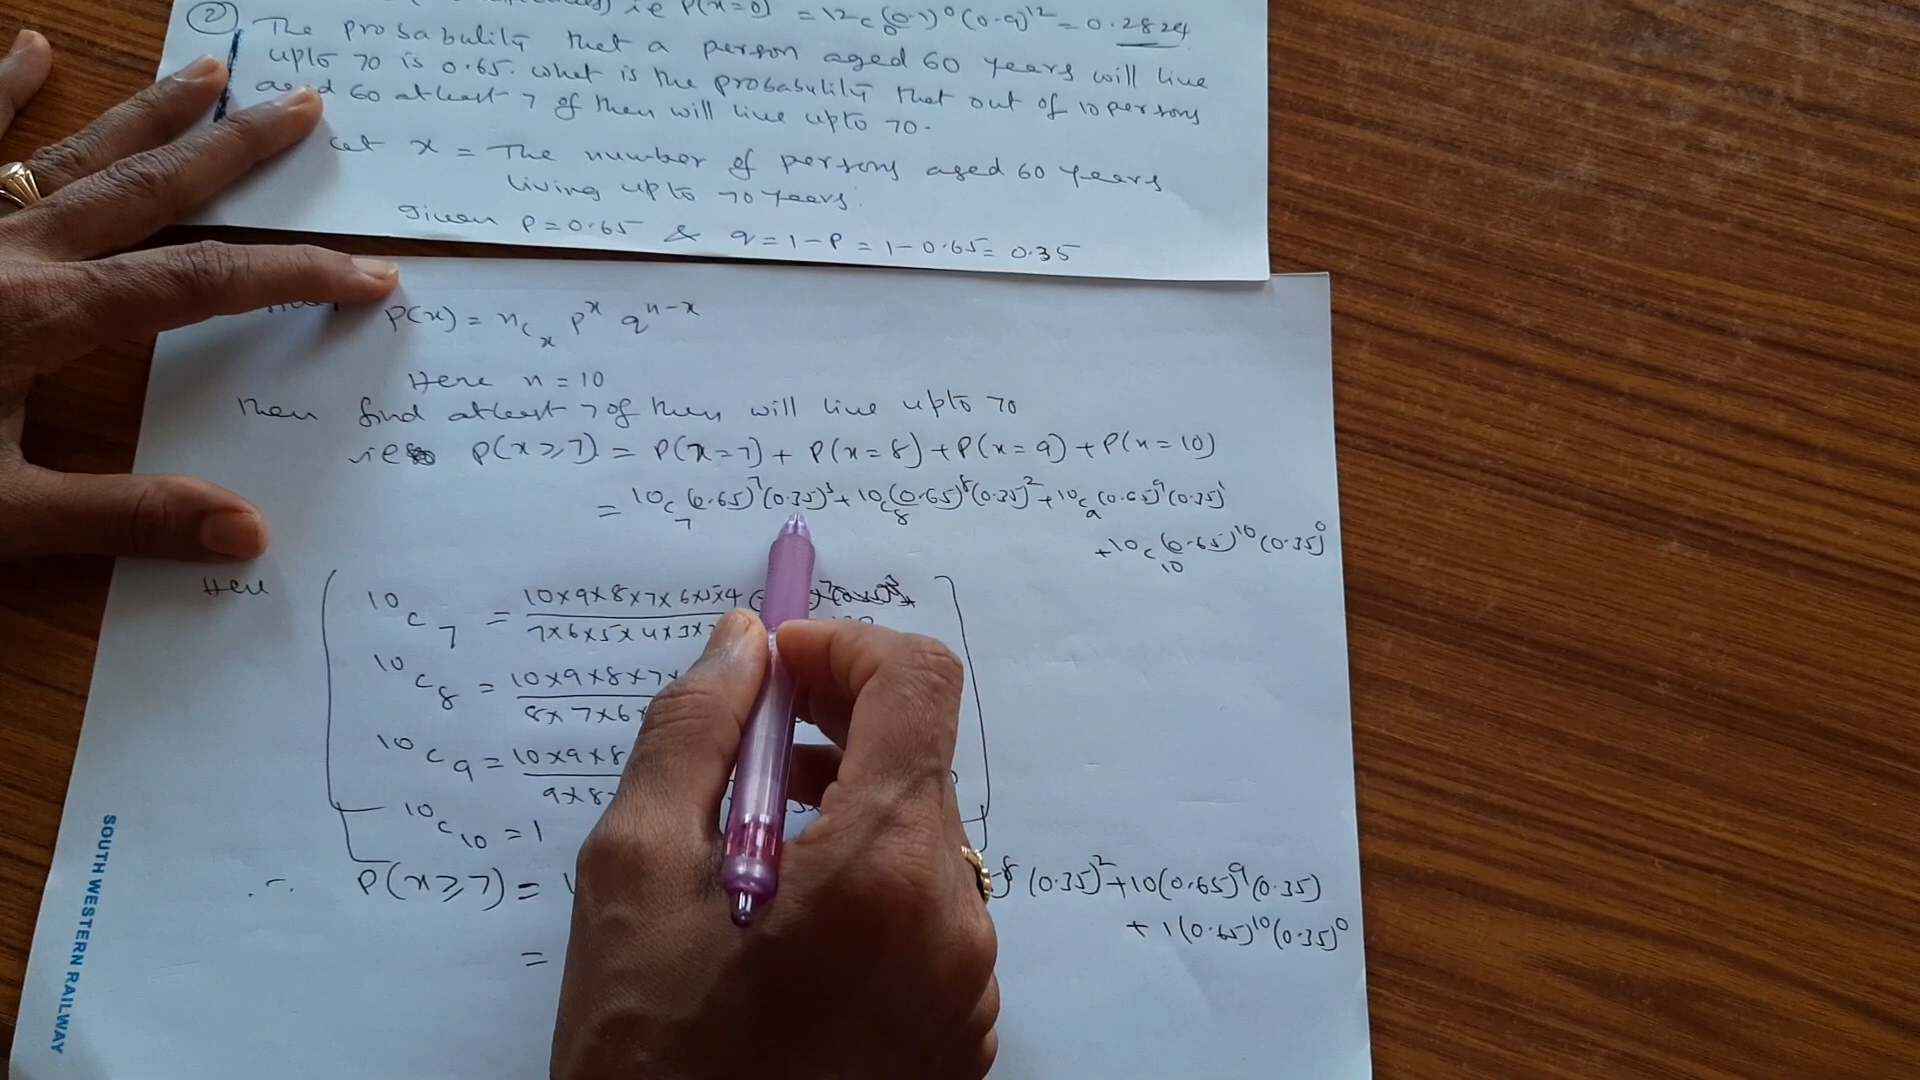 ie P(x=0) = 12c0 (0.1)^0 (0.9)^12 = 0.2824
② The probability that a person aged 60 years will live
upto 70 is 0.65. what is the probability that out of 10 persons
aged 60 atleast 7 of them will live upto 70.
Let x = The number of persons aged 60 years
living upto 70 years.
Given P=0.65 & q=1-P=1-0.65=0.35
P(x) = n_c_x P^x q^n-x
Here n = 10
Then find atleast 7 of them will live upto 70
ie P(x≥7) = P(x=7) + P(x=8) + P(x=9) + P(x=10)
= 10c7 (0.65)^7 (0.35)^3 + 10c8 (0.65)^8 (0.35)^2 + 10c9 (0.65)^9 (0.35)^1
+ 10c10 (0.65)^10 (0.35)^0
Here 10c7 = 10×9×8×7×6×5×4
7×6×5×4×3×
10c8 = 10×9×8×7×
8×7×6×
10c9 = 10×9×8
9×8
10c10 = 1
∴ P(x≥7) = (0.35)^2 + 10(0.65)^9 (0.35)
+ 1(0.65)^10 (0.35)^0
=
SOUTH WESTERN RAILWAY